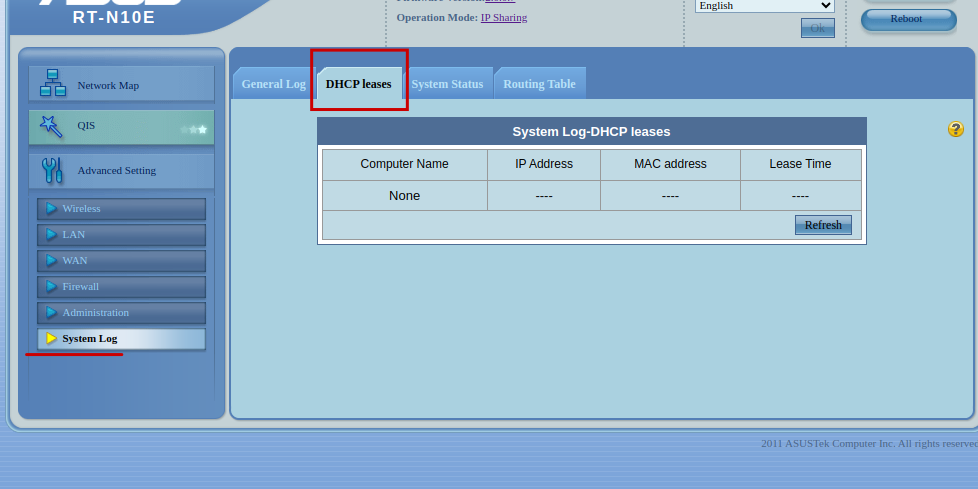 RT-N10E
Operation Mode: IP Sharing
English
Ok
Reboot
Network Map
QIS
Advanced Setting
Wireless
LAN
WAN
Firewall
Administration
System Log
General Log
DHCP leases
System Status
Routing Table
System Log-DHCP leases
Computer Name IP Address MAC address Lease Time
None ---- ---- ----
Refresh
2011 ASUSTek Computer Inc. All rights reserved